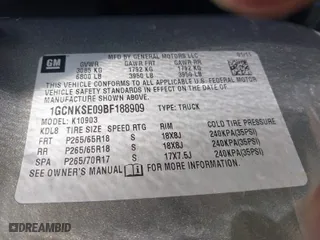 GM
MFD BY GENERAL MOTORS LLC
GVWR GAWR FRT GAWR RR
KG 1792 KG 1792 KG
6800 LB 3950 LB 3950 LB
THIS VEHICLE CONFORMS TO ALL APPLICABLE U.S. FEDERAL MOTOR
VEHICLE SAFETY STANDARDS IN EFFECT ON THE DATE OF
MANUFACTURE SHOWN ABOVE.
1GCNKSE09BF188909 TYPE: TRUCK
MODEL: K10903
KDL8 TIRE SIZE SPEED RTG RIM COLD TIRE PRESSURE
FRT P265/65R18 S 18X8J 240KPA(35PSI)
RR P265/65R18 S 18X8J 240KPA(35PSI)
SPA P265/70R17 S 17X7.5J 240KPA(35PSI)
SEE OWNER'S MANUAL FOR MORE INFORMATION.
DREAMBID